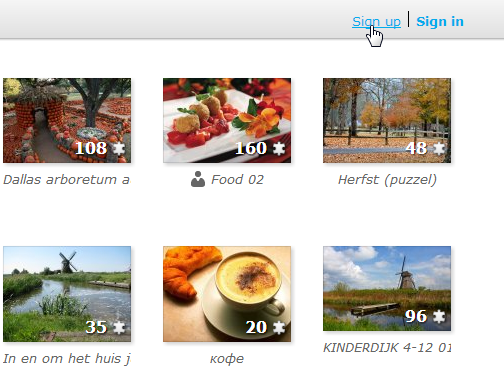 Sign up | Sign in
108
160
48
Dallas arboretum a
Food 02
Herfst (puzzel)
35
20
96
In en om het huis j
кофе
KINDERDIJK 4-12 01